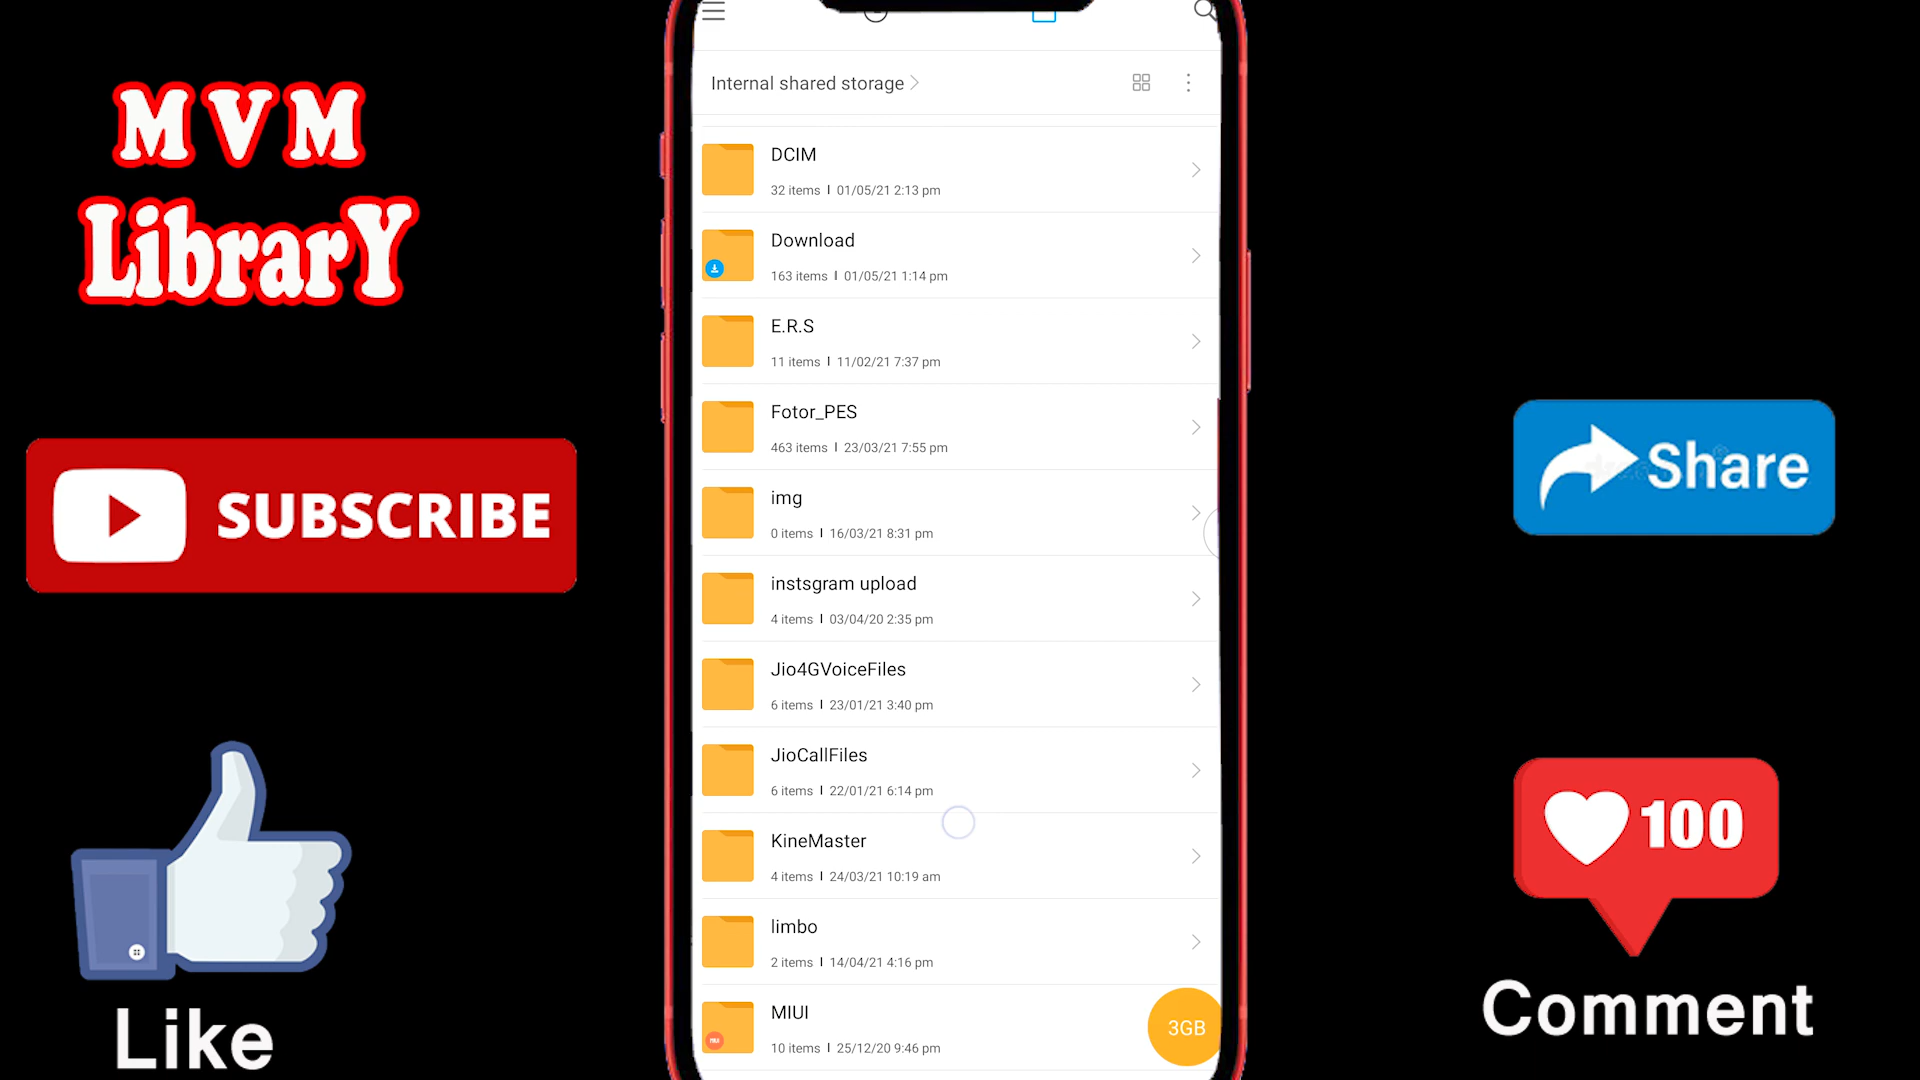 MVM
LibrarY
SUBSCRIBE
Like
Internal shared storage
DCIM
32 items | 01/05/21 2:13 pm
Download
163 items | 01/05/21 1:14 pm
E.R.S
11 items | 11/02/21 7:37 pm
Fotor_PES
463 items | 23/03/21 7:55 pm
img
0 items | 16/03/21 8:31 pm
instsgram upload
4 items | 03/04/20 2:35 pm
Jio4GVoiceFiles
6 items | 23/01/21 3:40 pm
JioCallFiles
6 items | 22/01/21 6:14 pm
KineMaster
4 items | 24/03/21 10:19 am
limbo
2 items | 14/04/21 4:16 pm
MIUI
10 items | 25/12/20 9:46 pm
3GB
Share
100
Comment